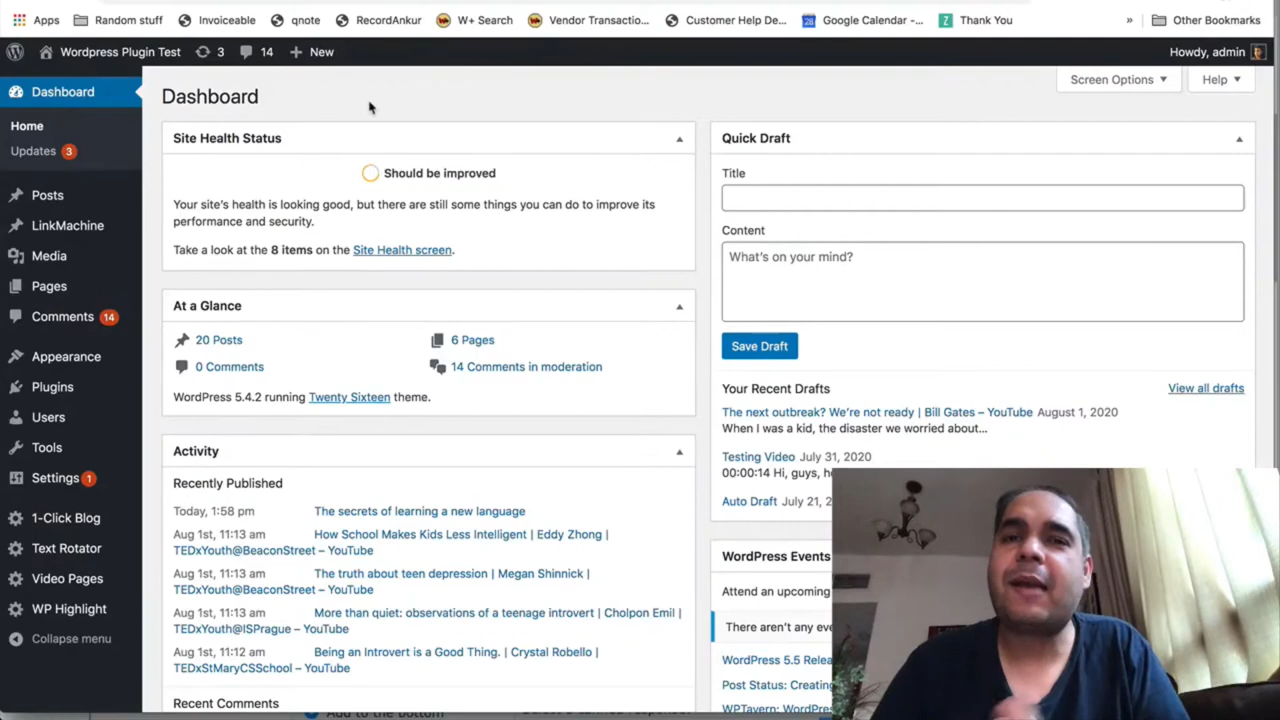 Apps Random stuff Invoiceable qnote RecordAnkur W+ Search Vendor Transactio... Customer Help De... Google Calendar -... Thank You » Other Bookmarks
Wordpress Plugin Test 3 14 + New Howdy, admin
Dashboard
Home
Updates 3
Posts
LinkMachine
Media
Pages
Comments 14
Appearance
Plugins
Users
Tools
Settings 1
1-Click Blog
Text Rotator
Video Pages
WP Highlight
Collapse menu
Screen Options Help
Dashboard
Site Health Status
Should be improved
Your site's health is looking good, but there are still some things you can do to improve its
performance and security.
Take a look at the 8 items on the Site Health screen.
At a Glance
20 Posts 6 Pages
0 Comments 14 Comments in moderation
WordPress 5.4.2 running Twenty Sixteen theme.
Activity
Recently Published
Today, 1:58 pm The secrets of learning a new language
Aug 1st, 11:13 am How School Makes Kids Less Intelligent | Eddy Zhong |
TEDxYouth@BeaconStreet – YouTube
Aug 1st, 11:13 am The truth about teen depression | Megan Shinnick |
TEDxYouth@BeaconStreet – YouTube
Aug 1st, 11:13 am More than quiet: observations of a teenage introvert | Cholpon Emil |
TEDxYouth@ISPrague – YouTube
Aug 1st, 11:12 am Being an Introvert is a Good Thing. | Crystal Robello |
TEDxStMaryCSSchool – YouTube
Recent Comments
Quick Draft
Title
Content
What's on your mind?
Save Draft
Your Recent Drafts View all drafts
The next outbreak? We're not ready | Bill Gates – YouTube August 1, 2020
When I was a kid, the disaster we worried about...
Testing Video July 31, 2020
00:00:14 Hi, guys, he
Auto Draft July 21, 2
WordPress Events
Attend an upcoming
There aren't any eve
WordPress 5.5 Relea
Post Status: Creating
WPTavern: WordPres
Add to the bottom